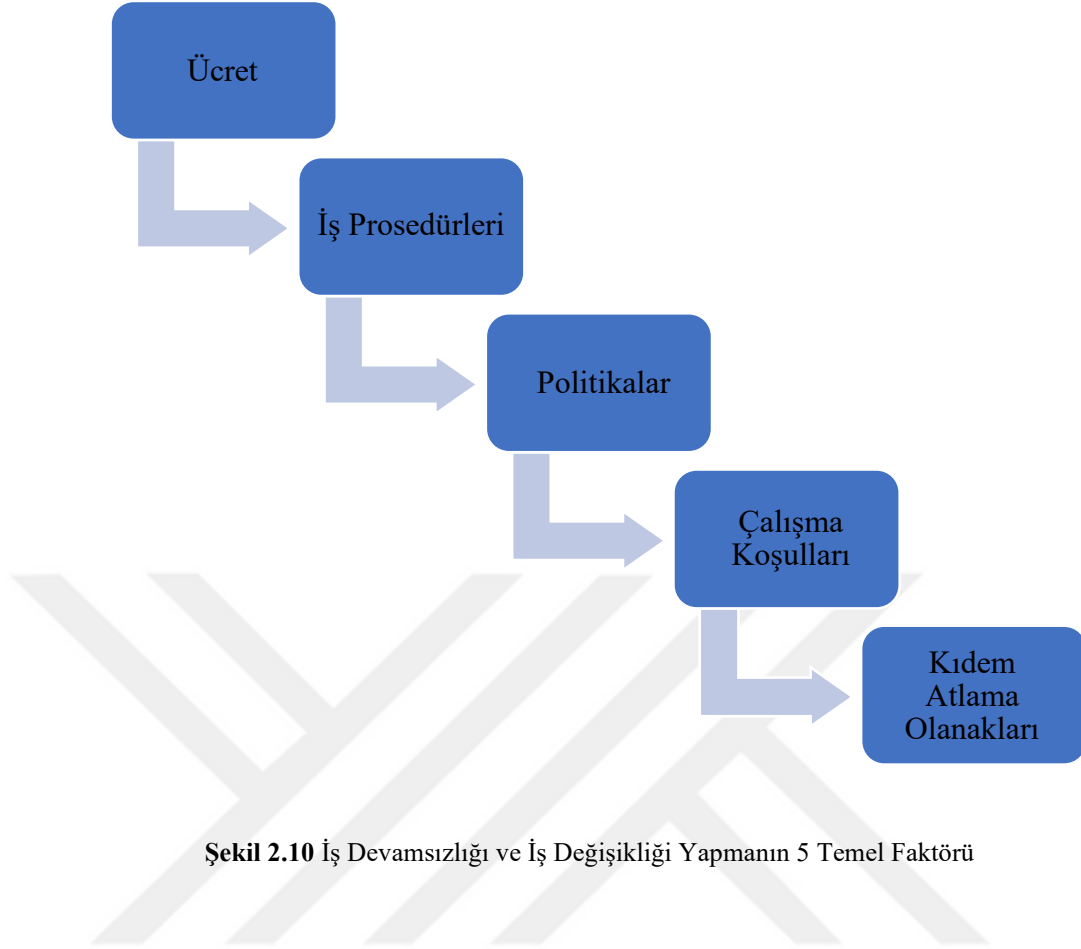 Ücret
İş Prosedürleri
Politikalar
Çalışma
Koşulları
Kıdem
Atlama
Olanakları
Şekil 2.10 İş Devamsızlığı ve İş Değişikliği Yapmanın 5 Temel Faktörü